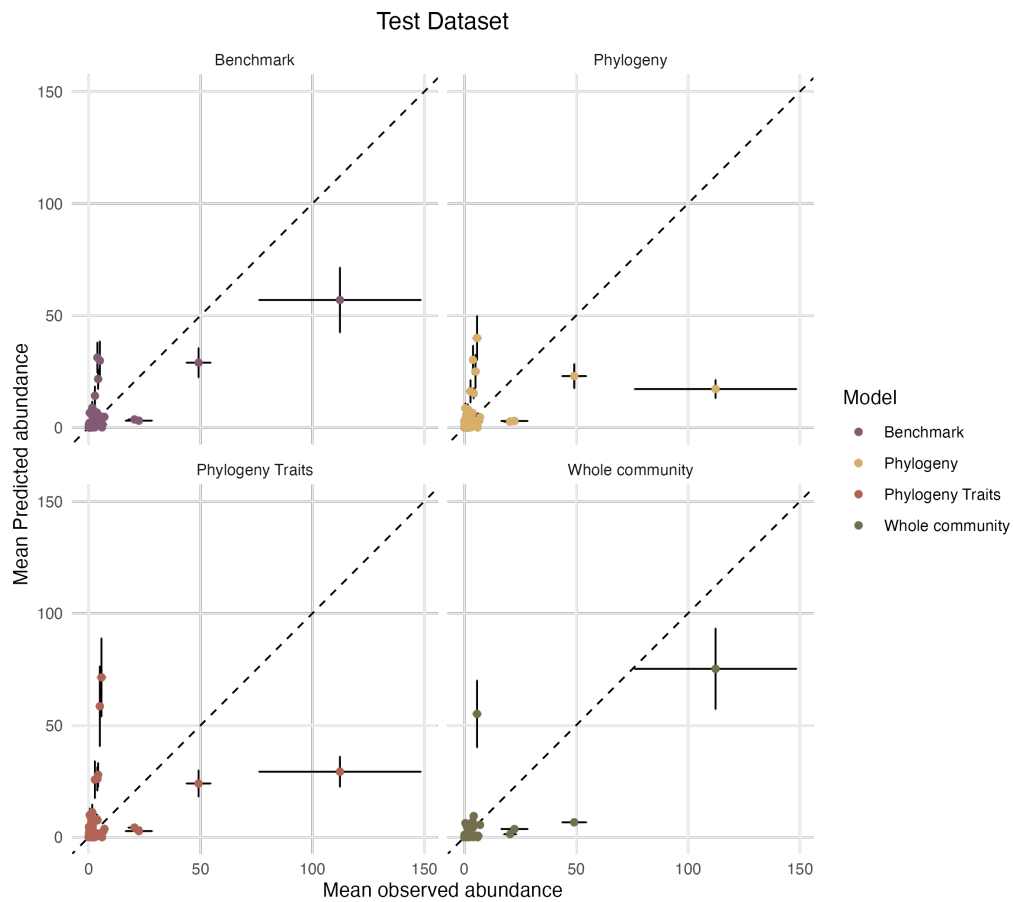 Test Dataset
Benchmark
Phylogeny
150
100
50
0
Phylogeny Traits
Whole community
150
100
50
0
0
50
100
150
0
50
100
150
Mean observed abundance
Mean Predicted abundance
Model
Benchmark
Phylogeny
Phylogeny Traits
Whole community